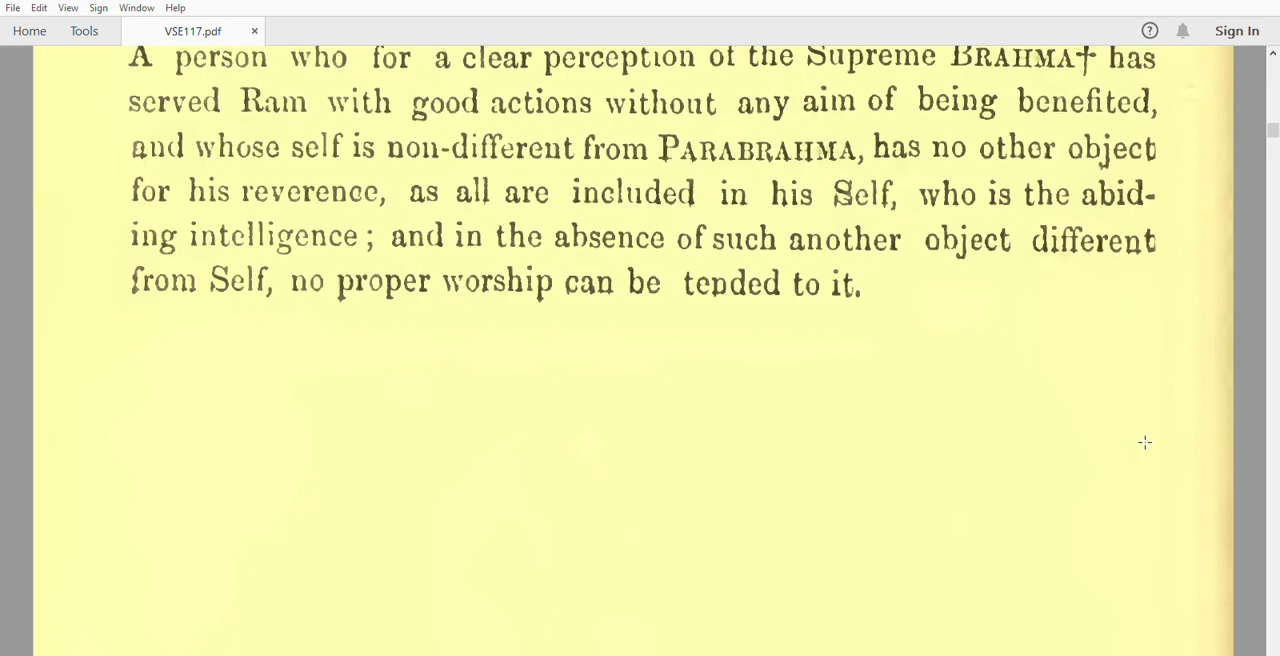 File Edit View Sign Window Help
Home Tools VSE117.pdf × ? Sign In
A person who for a clear perception of the Supreme BRAHMA† has
served Ram with good actions without any aim of being benefited,
and whose self is non-different from PARABRAHMA, has no other object
for his reverence, as all are included in his Self, who is the abid-
ing intelligence; and in the absence of such another object different
from Self, no proper worship can be tended to it.